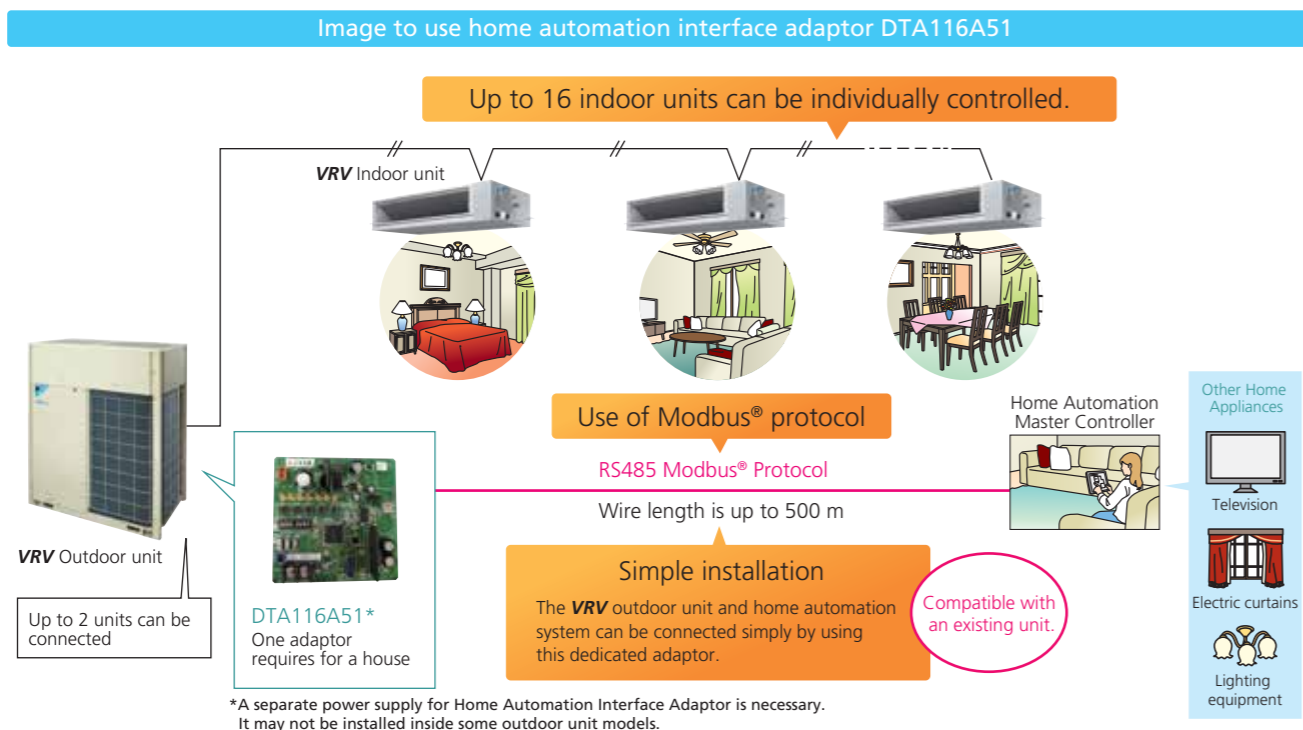 Image to use home automation interface adaptor DTA116A51
Up to 16 indoor units can be individually controlled.
VRV Indoor unit
Use of Modbus® protocol
RS485 Modbus® Protocol
Wire length is up to 500 m
Home Automation
Master Controller
Other Home
Appliances
Television
Electric curtains
Lighting
equipment
VRV Outdoor unit
Up to 2 units can be
connected
DTA116A51*
One adaptor
requires for a house
Simple installation
The VRV outdoor unit and home automation
system can be connected simply by using
this dedicated adaptor.
Compatible with
an existing unit.
*A separate power supply for Home Automation Interface Adaptor is necessary.
It may not be installed inside some outdoor unit models.